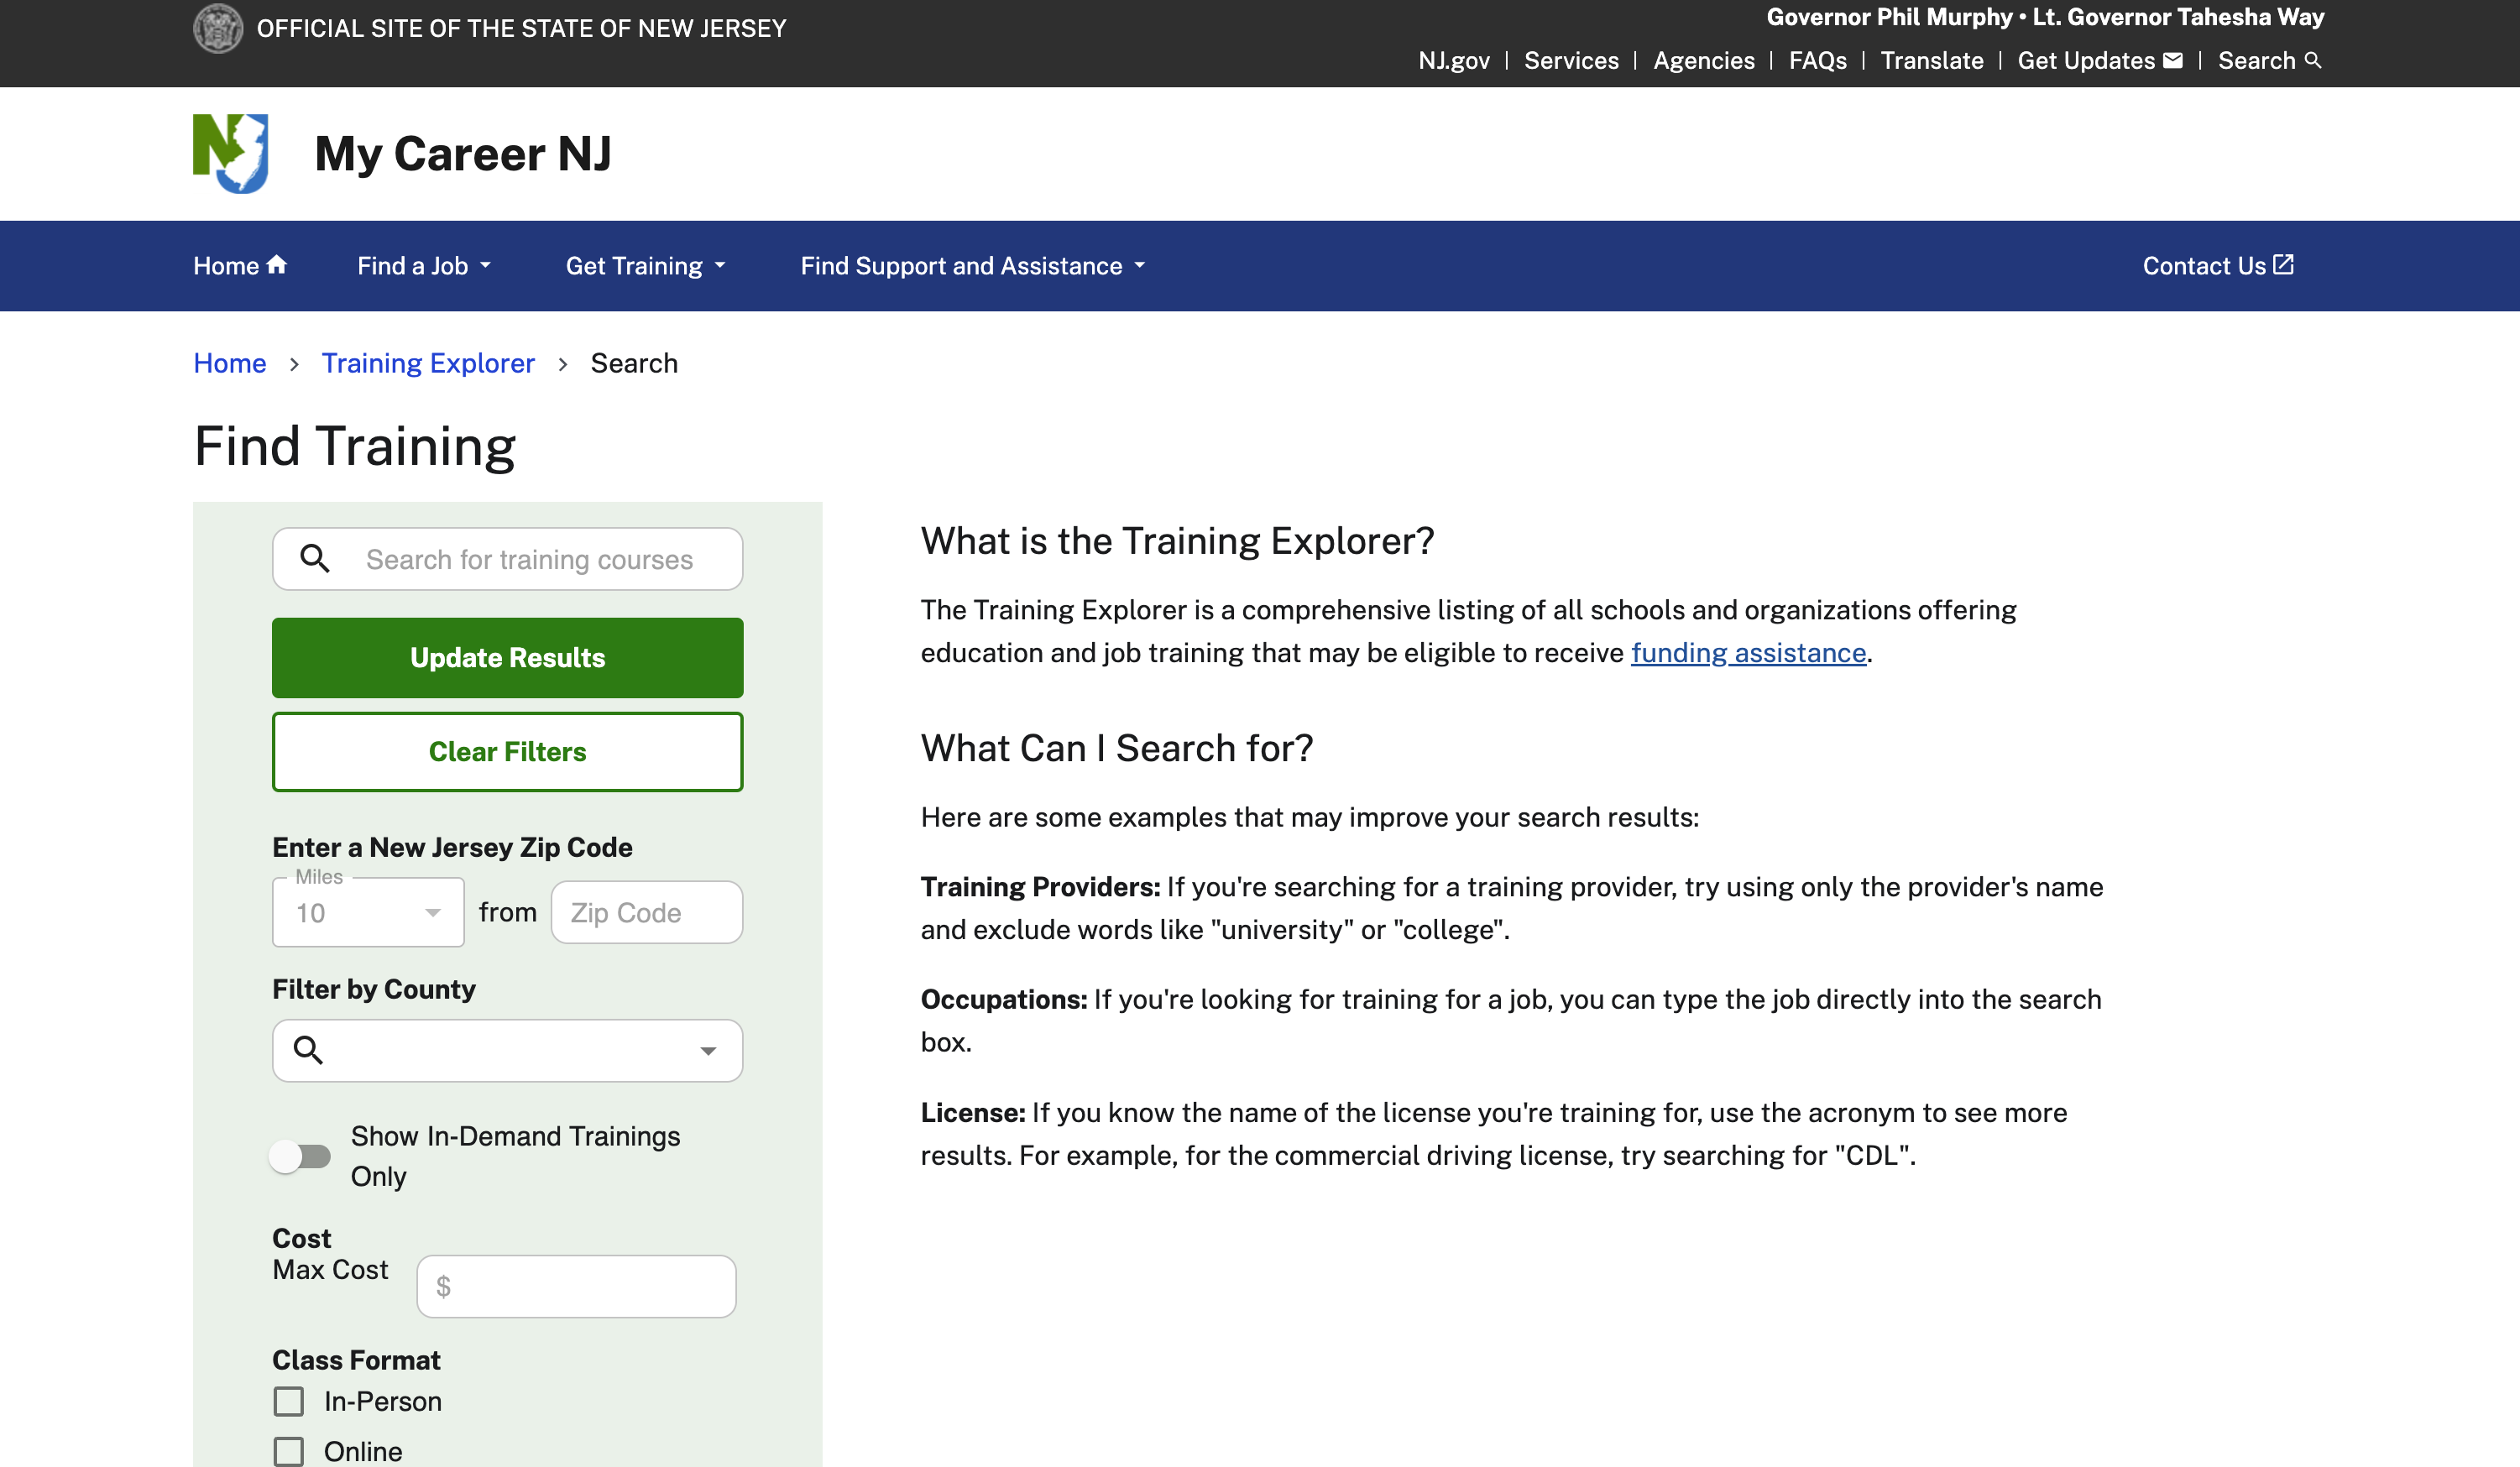 OFFICIAL SITE OF THE STATE OF NEW JERSEY
Governor Phil Murphy • Lt. Governor Tahesha Way
NJ.gov | Services | Agencies | FAQs | Translate | Get Updates | Search
My Career NJ
Home Find a Job Get Training Find Support and Assistance Contact Us
Home > Training Explorer > Search
Find Training
Search for training courses
Update Results
Clear Filters
Enter a New Jersey Zip Code
Miles
10 from Zip Code
Filter by County
Show In-Demand Trainings
Only
Cost
Max Cost
$
Class Format
In-Person
Online
What is the Training Explorer?
The Training Explorer is a comprehensive listing of all schools and organizations offering
education and job training that may be eligible to receive funding assistance.
What Can I Search for?
Here are some examples that may improve your search results:
Training Providers: If you're searching for a training provider, try using only the provider's name
and exclude words like "university" or "college".
Occupations: If you're looking for training for a job, you can type the job directly into the search
box.
License: If you know the name of the license you're training for, use the acronym to see more
results. For example, for the commercial driving license, try searching for "CDL".